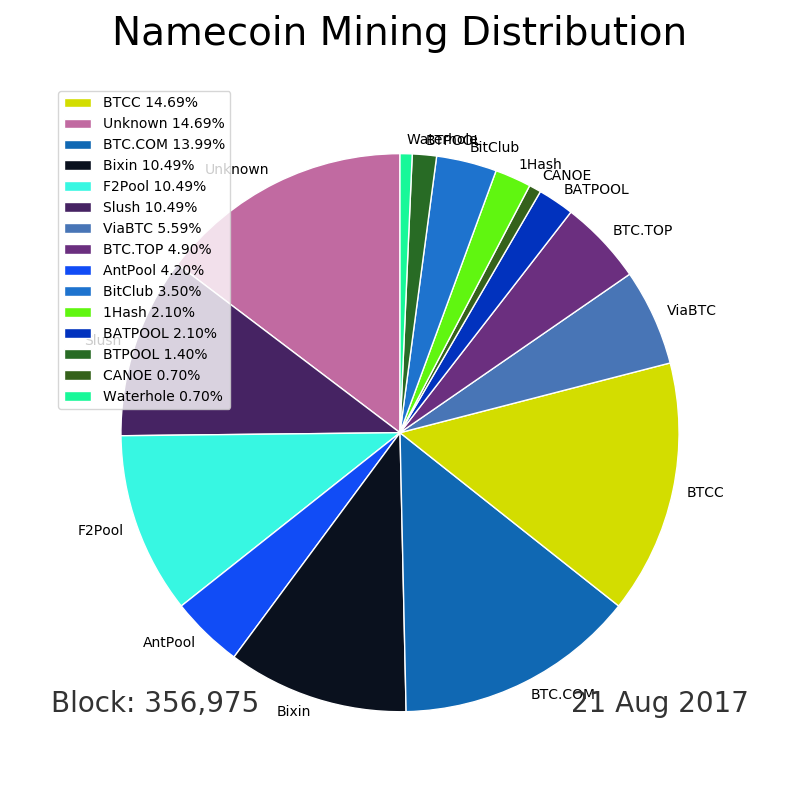 Namecoin Mining Distribution
BTCC 14.69%
Unknown 14.69%
BTC.COM 13.99%
Bixin 10.49%
F2Pool 10.49%
Slush 10.49%
ViaBTC 5.59%
BTC.TOP 4.90%
AntPool 4.20%
BitClub 3.50%
1Hash 2.10%
BATPOOL 2.10%
BTPOOL 1.40%
CANOE 0.70%
Waterhole 0.70%
Waterhole
BTPOOL
BitClub
1Hash
CANOE
BATPOOL
BTC.TOP
ViaBTC
BTCC
BTC.COM
Bixin
AntPool
F2Pool
Slush
Unknown
Block: 356,975
21 Aug 2017